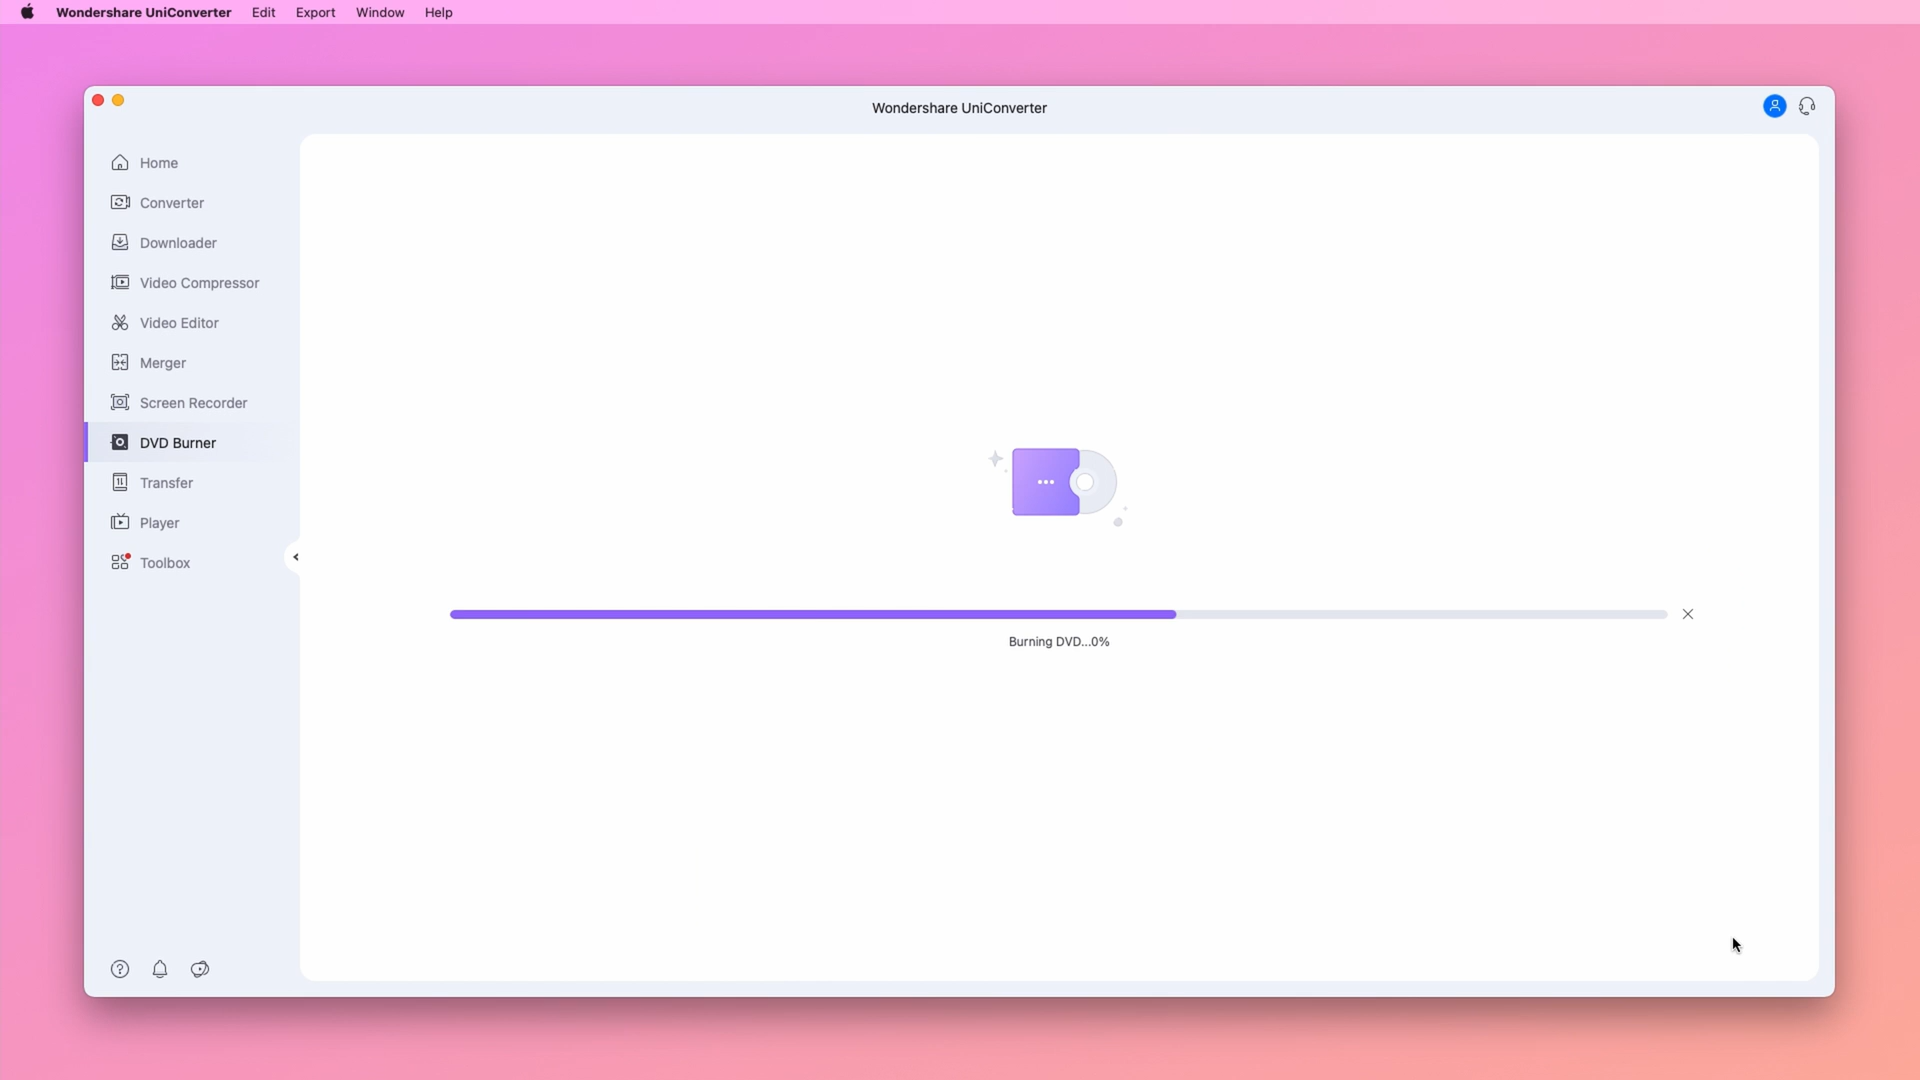 Wondershare UniConverter Edit Export Window Help
Wondershare UniConverter
Home
Converter
Downloader
Video Compressor
Video Editor
Merger
Screen Recorder
DVD Burner
Transfer
Player
Toolbox
Burning DVD...0%